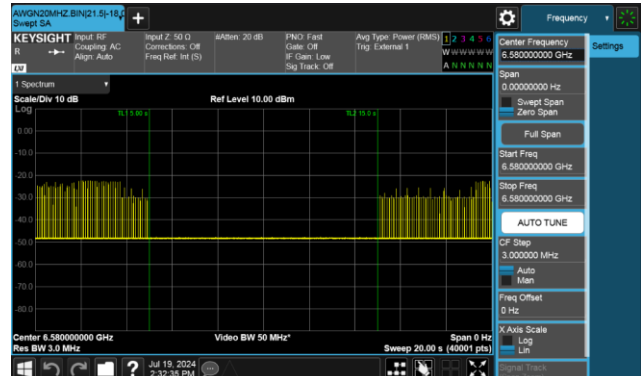 AWGN20MHZ.BIN|21.5|-18,0
Swept SA
Frequency
KEYSIGHT
R
LXI
Input: RF
Coupling: AC
Align: Auto
Input Z: 50 Ω
Corrections: Off
Freq Ref: Int (S)
#Atten: 20 dB
PNO: Fast
Gate: Off
IF Gain: Low
Sig Track: Off
Avg Type: Power (RMS)
Trig: External 1
1 2 3 4 5 6
W W W W W W
A N N N N N
Center Frequency
6.580000000 GHz
Settings
Span
0.00000000 Hz
Swept Span
Zero Span
Full Span
Start Freq
6.580000000 GHz
Stop Freq
6.580000000 GHz
AUTO TUNE
CF Step
3.000000 MHz
Auto
Man
Freq Offset
0 Hz
X Axis Scale
Log
Lin
Signal Track
1 Spectrum
Scale/Div 10 dB
Ref Level 10.00 dBm
Log
TL1 5.00 s
TL2 15.0 s
0.00
-10.0
-20.0
-30.0
-40.0
-50.0
-60.0
-70.0
-80.0
Center 6.580000000 GHz
Video BW 50 MHz*
Span 0 Hz
Res BW 3.0 MHz
Sweep 20.00 s (40001 pts)
?
Jul 19, 2024
2:32:35 PM